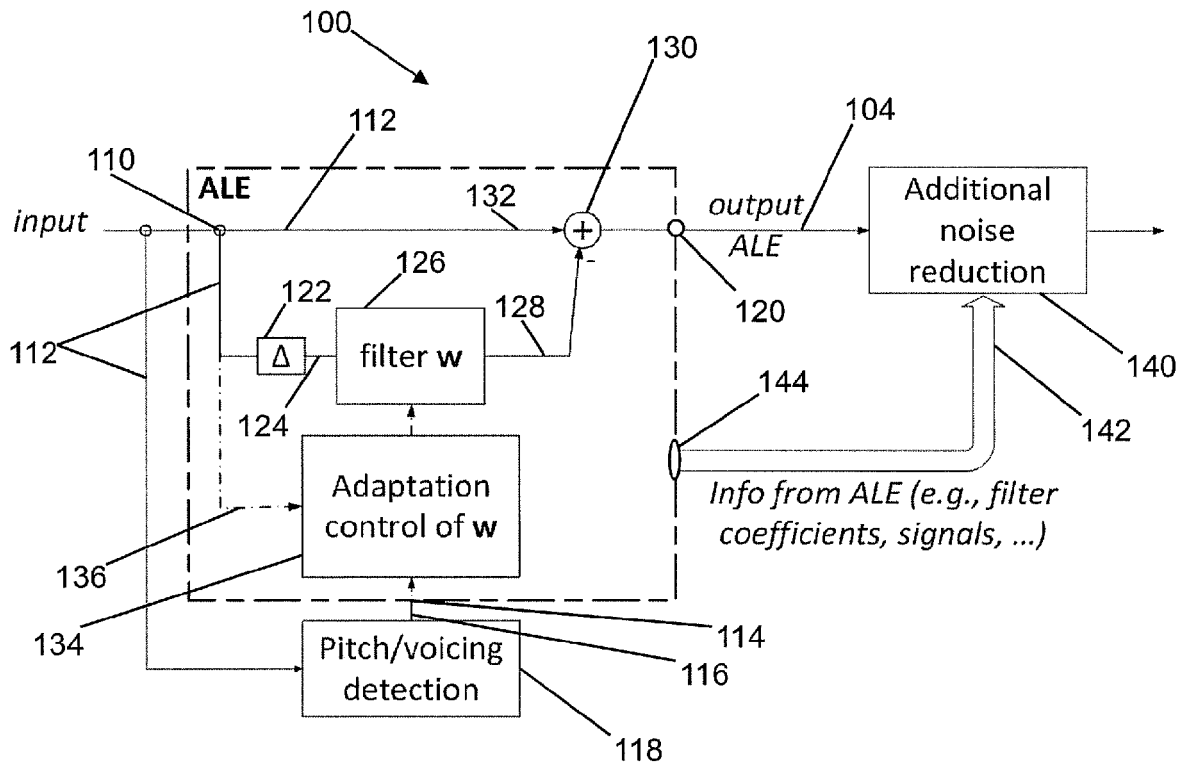 100
130
112
104
110
ALE
132
output
ALE
Additional
noise
reduction
input
+
-
122
126
128
120
112
Δ
filter w
140
124
144
142
Adaptation
control of w
Info from ALE (e.g., filter
coefficients, signals, ...)
136
134
114
Pitch/voicing
detection
116
118